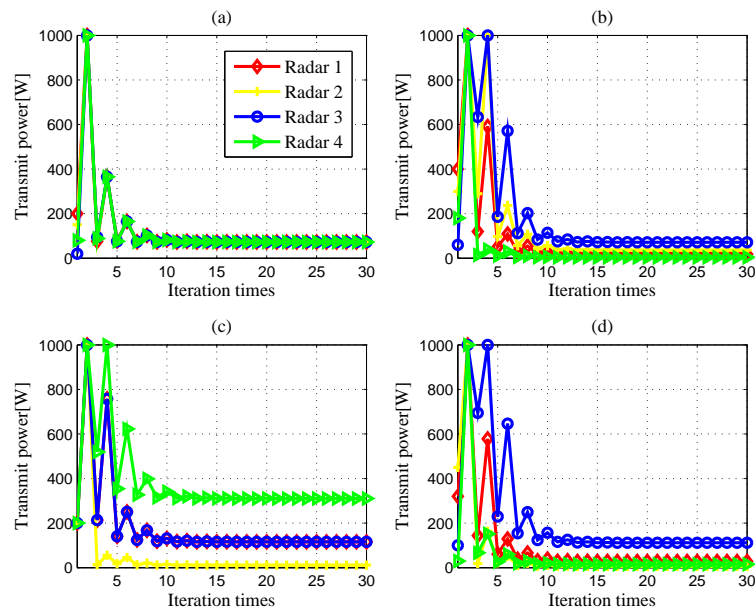 (a)
Transmit power[W]
1000
800
600
400
200
0
5 10 15 20 25 30
Iteration times
Radar 1
Radar 2
Radar 3
Radar 4
(b)
Transmit power[W]
1000
800
600
400
200
0
5 10 15 20 25 30
Iteration times
(c)
Transmit power[W]
1000
800
600
400
200
0
5 10 15 20 25 30
Iteration times
(d)
Transmit power[W]
1000
800
600
400
200
0
5 10 15 20 25 30
Iteration times